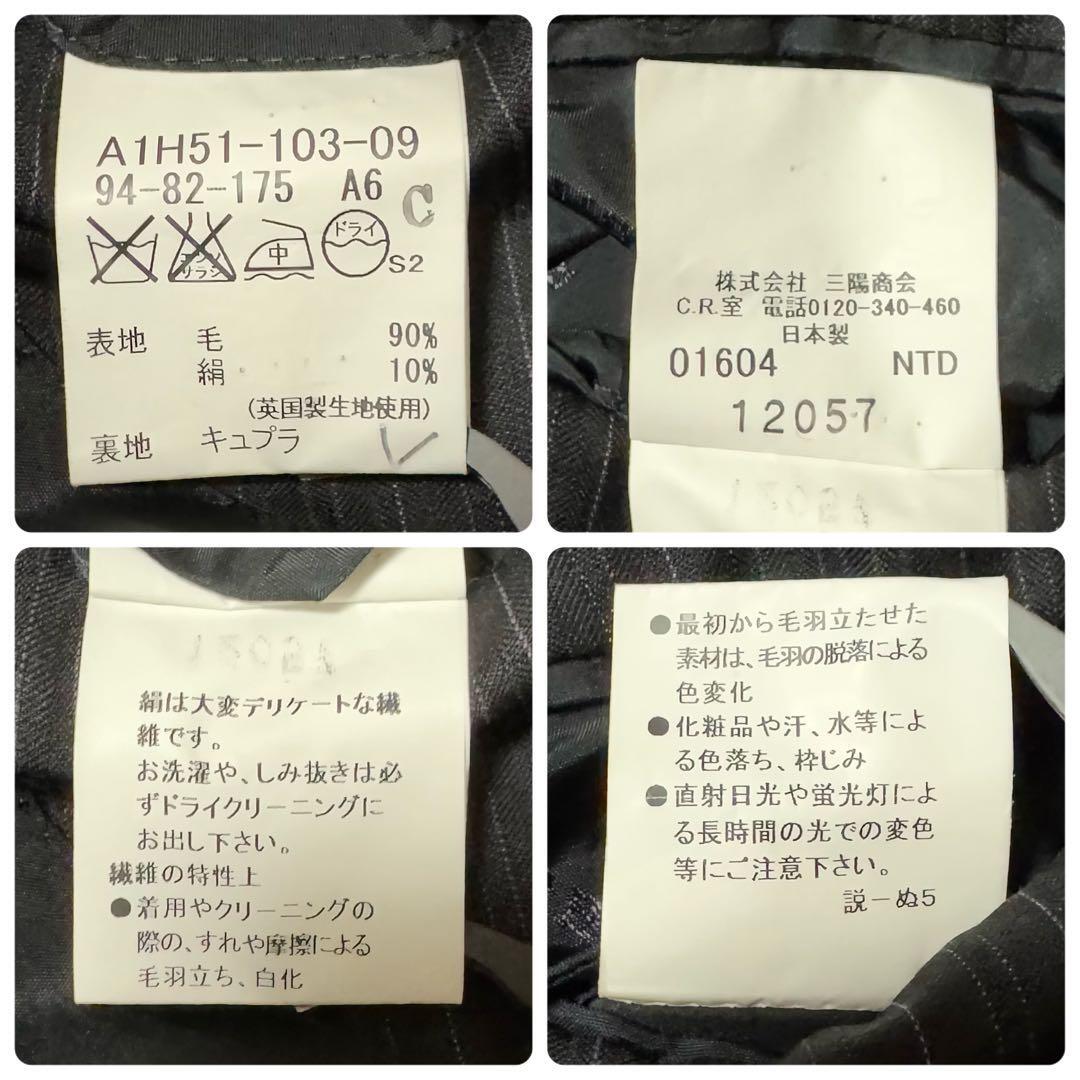 A1H51-103-09
94-82-175 A6 C
エンソ
サラシ
中
ドライ
S2
表地 毛 90%
絹 10%
(英国製生地使用)
裏地 キュプラ
株式会社 三陽商会
C.R.室 電話0120-340-460
日本製
01604 NTD
12057
絹は大変デリケートな繊
維です。
お洗濯や、しみ抜きは必
ずドライクリーニングに
お出し下さい。
繊維の特性上
●着用やクリーニングの
際の、すれや摩擦による
毛羽立ち、白化
●最初から毛羽立たせた
素材は、毛羽の脱落による
色変化
●化粧品や汗、水等によ
る色落ち、枠じみ
●直射日光や蛍光灯によ
る長時間の光での変色
等にご注意下さい。
説ーぬ5